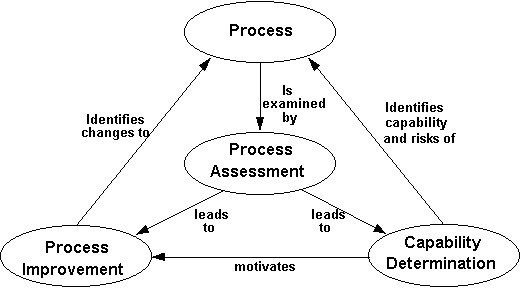 Process
Is
examined
by
Identifies
changes to
Identifies
capability
and risks of
Process
Assessment
leads
to
leads
to
Process
Improvement
motivates
Capability
Determination